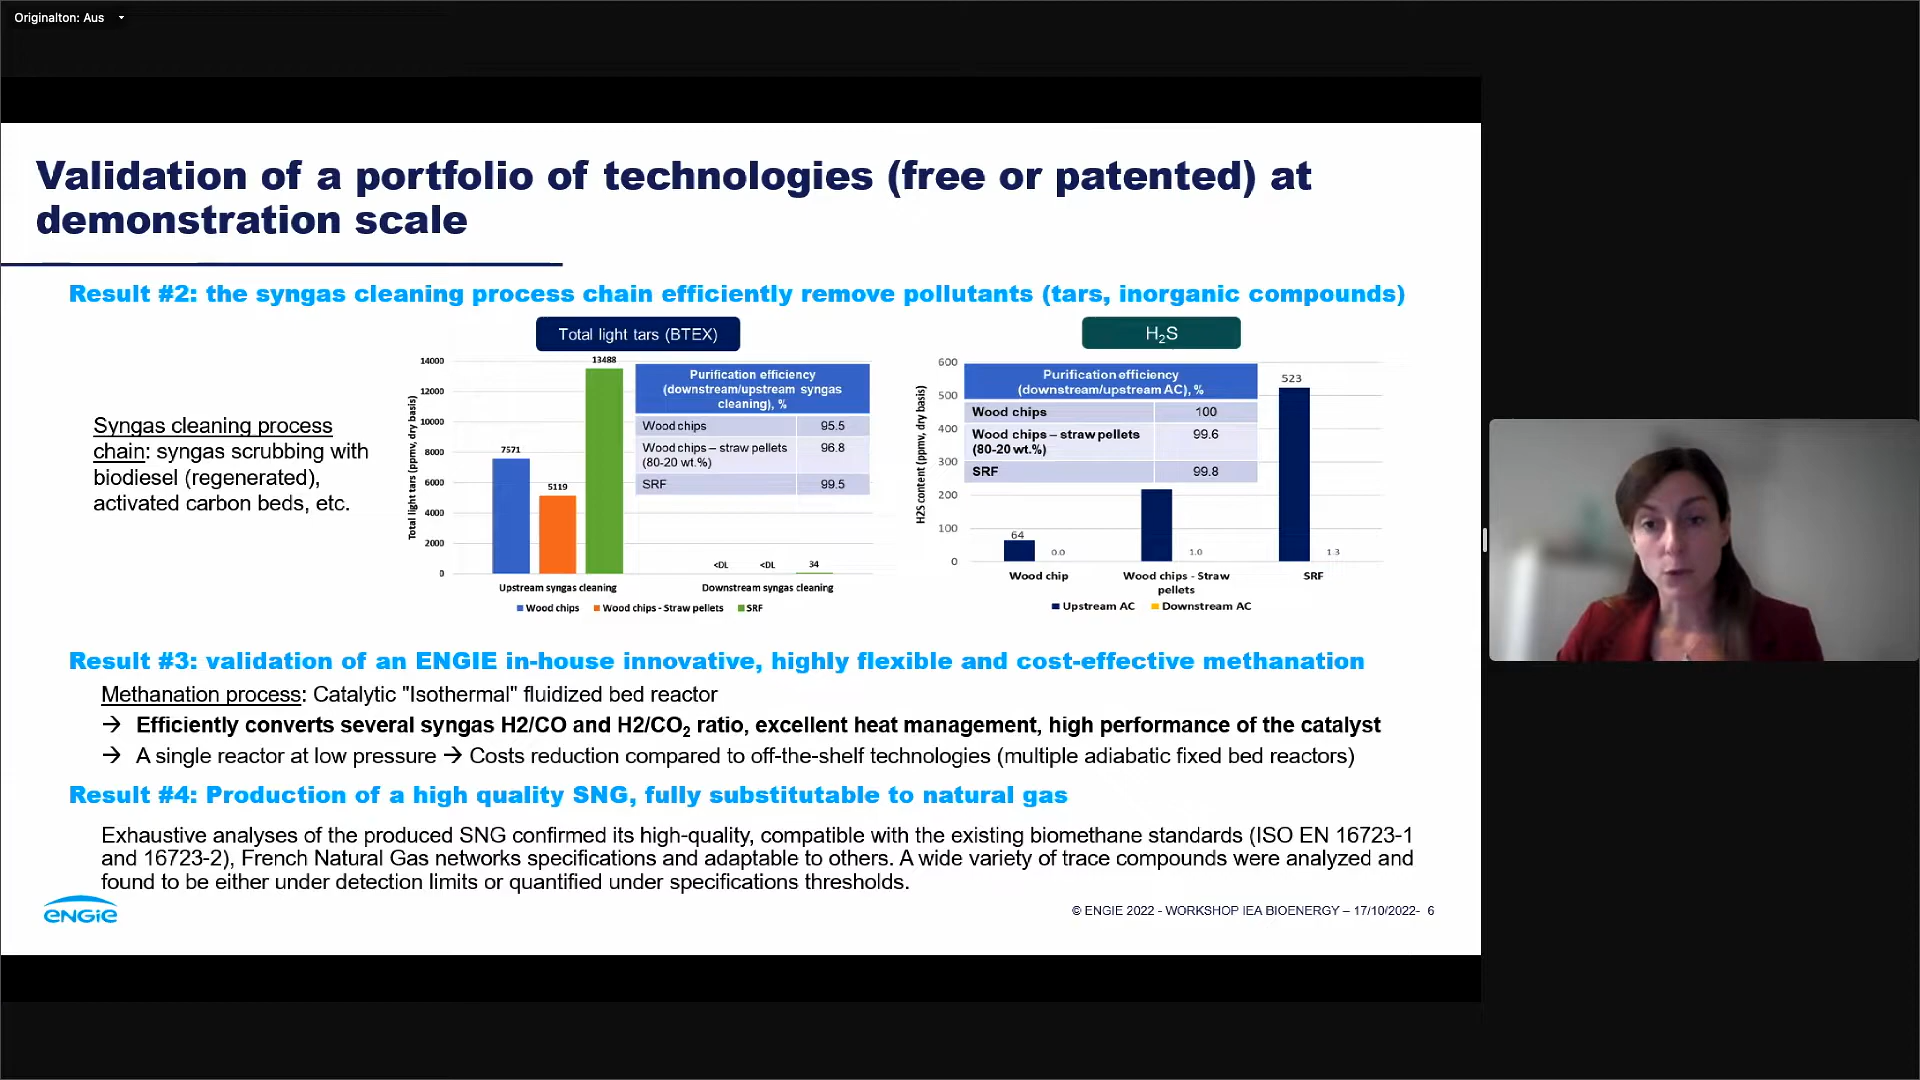 Originalton: Aus
Validation of a portfolio of technologies (free or patented) at
demonstration scale
Result #2: the syngas cleaning process chain efficiently remove pollutants (tars, inorganic compounds)
Syngas cleaning process
chain: syngas scrubbing with
biodiesel (regenerated),
activated carbon beds, etc.
Total light tars (BTEX)
Total light tars (ppmv, dry basis)
14000
12000
10000
8000
6000
4000
2000
0
7571
5119
13488
<DL
<DL
34
Purification efficiency
(downstream/upstream syngas
cleaning), %
Wood chips 95.5
Wood chips – straw pellets 96.8
(80-20 wt.%)
SRF 99.5
Upstream syngas cleaning
Downstream syngas cleaning
Wood chips Wood chips - Straw pellets SRF
H₂S
H2S content (ppmv, dry basis)
600
500
400
300
200
100
0
Purification efficiency
(downstream/upstream AC), %
Wood chips 100
Wood chips – straw pellets 99.6
(80-20 wt.%)
SRF 99.8
64
0.0
1.0
523
1.3
Wood chip
Wood chips - Straw
pellets
SRF
Upstream AC Downstream AC
Result #3: validation of an ENGIE in-house innovative, highly flexible and cost-effective methanation
Methanation process: Catalytic "Isothermal" fluidized bed reactor
→ Efficiently converts several syngas H2/CO and H2/CO₂ ratio, excellent heat management, high performance of the catalyst
→ A single reactor at low pressure → Costs reduction compared to off-the-shelf technologies (multiple adiabatic fixed bed reactors)
Result #4: Production of a high quality SNG, fully substitutable to natural gas
Exhaustive analyses of the produced SNG confirmed its high-quality, compatible with the existing biomethane standards (ISO EN 16723-1
and 16723-2), French Natural Gas networks specifications and adaptable to others. A wide variety of trace compounds were analyzed and
found to be either under detection limits or quantified under specifications thresholds.
ENGIE
© ENGIE 2022 - WORKSHOP IEA BIOENERGY – 17/10/2022- 6